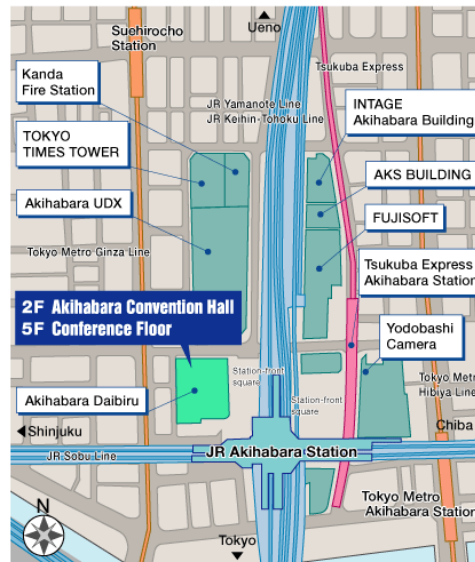 Ueno
Suehirocho
Station
Tsukuba Express
Kanda
Fire Station
JR Yamanote Line
JR Keihin-Tohoku Line
INTAGE
Akihabara Building
TOKYO
TIMES TOWER
AKS BUILDING
Akihabara UDX
FUJISOFT
Tokyo Metro Ginza Line
Tsukuba Express
Akihabara Station
2F Akihabara Convention Hall
5F Conference Floor
Yodobashi
Camera
Station-front
square
Station-front
square
Tokyo Metro
Hibiya Line
Akihabara Daibiru
Shinjuku
Chiba
JR Sobu Line
JR Akihabara Station
N
Tokyo Metro
Akihabara Station
Tokyo